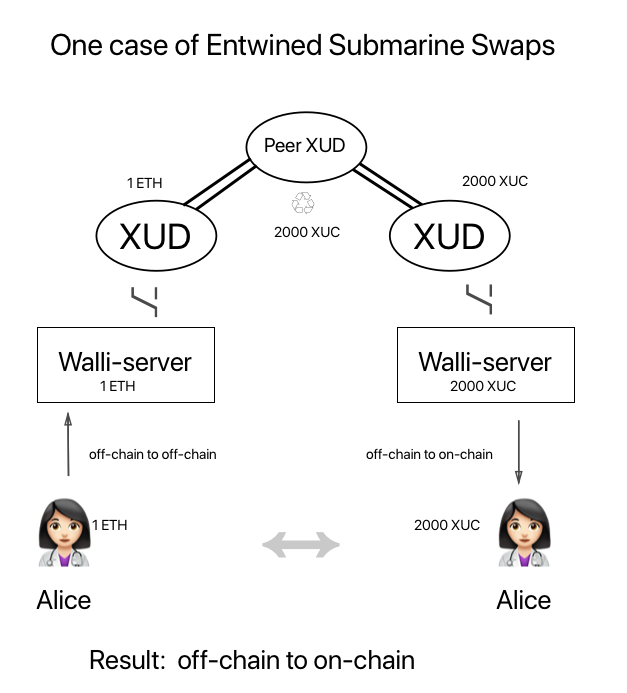 One case of Entwined Submarine Swaps
Peer XUD
1 ETH
2000 XUC
2000 XUC
XUD
XUD
Walli-server
1 ETH
Walli-server
2000 XUC
off-chain to off-chain
off-chain to on-chain
1 ETH
2000 XUC
Alice
Alice
Result: off-chain to on-chain